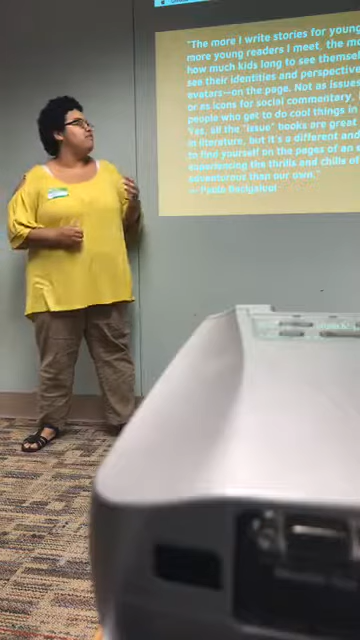 "The more I write stories for young
more young readers I meet, the mo
how much kids long to see themsel
see their identities and perspective
avatars—on the page. Not as issues
or as icons for social commentary,
people who get to do cool things in
Yes, all the "issue" books are great
in literature, but it's a different and
to find yourself on the pages of an
experiencing the thrills and chills of
adventurous than our own."